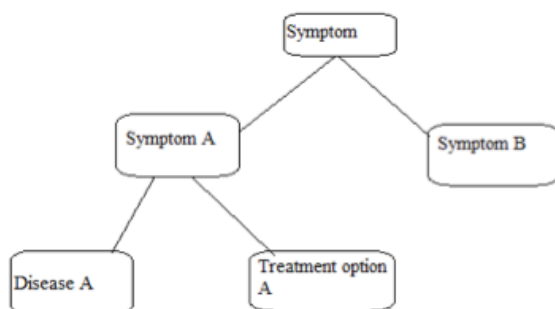 Symptom
Symptom A
Symptom B
Disease A
Treatment option
A